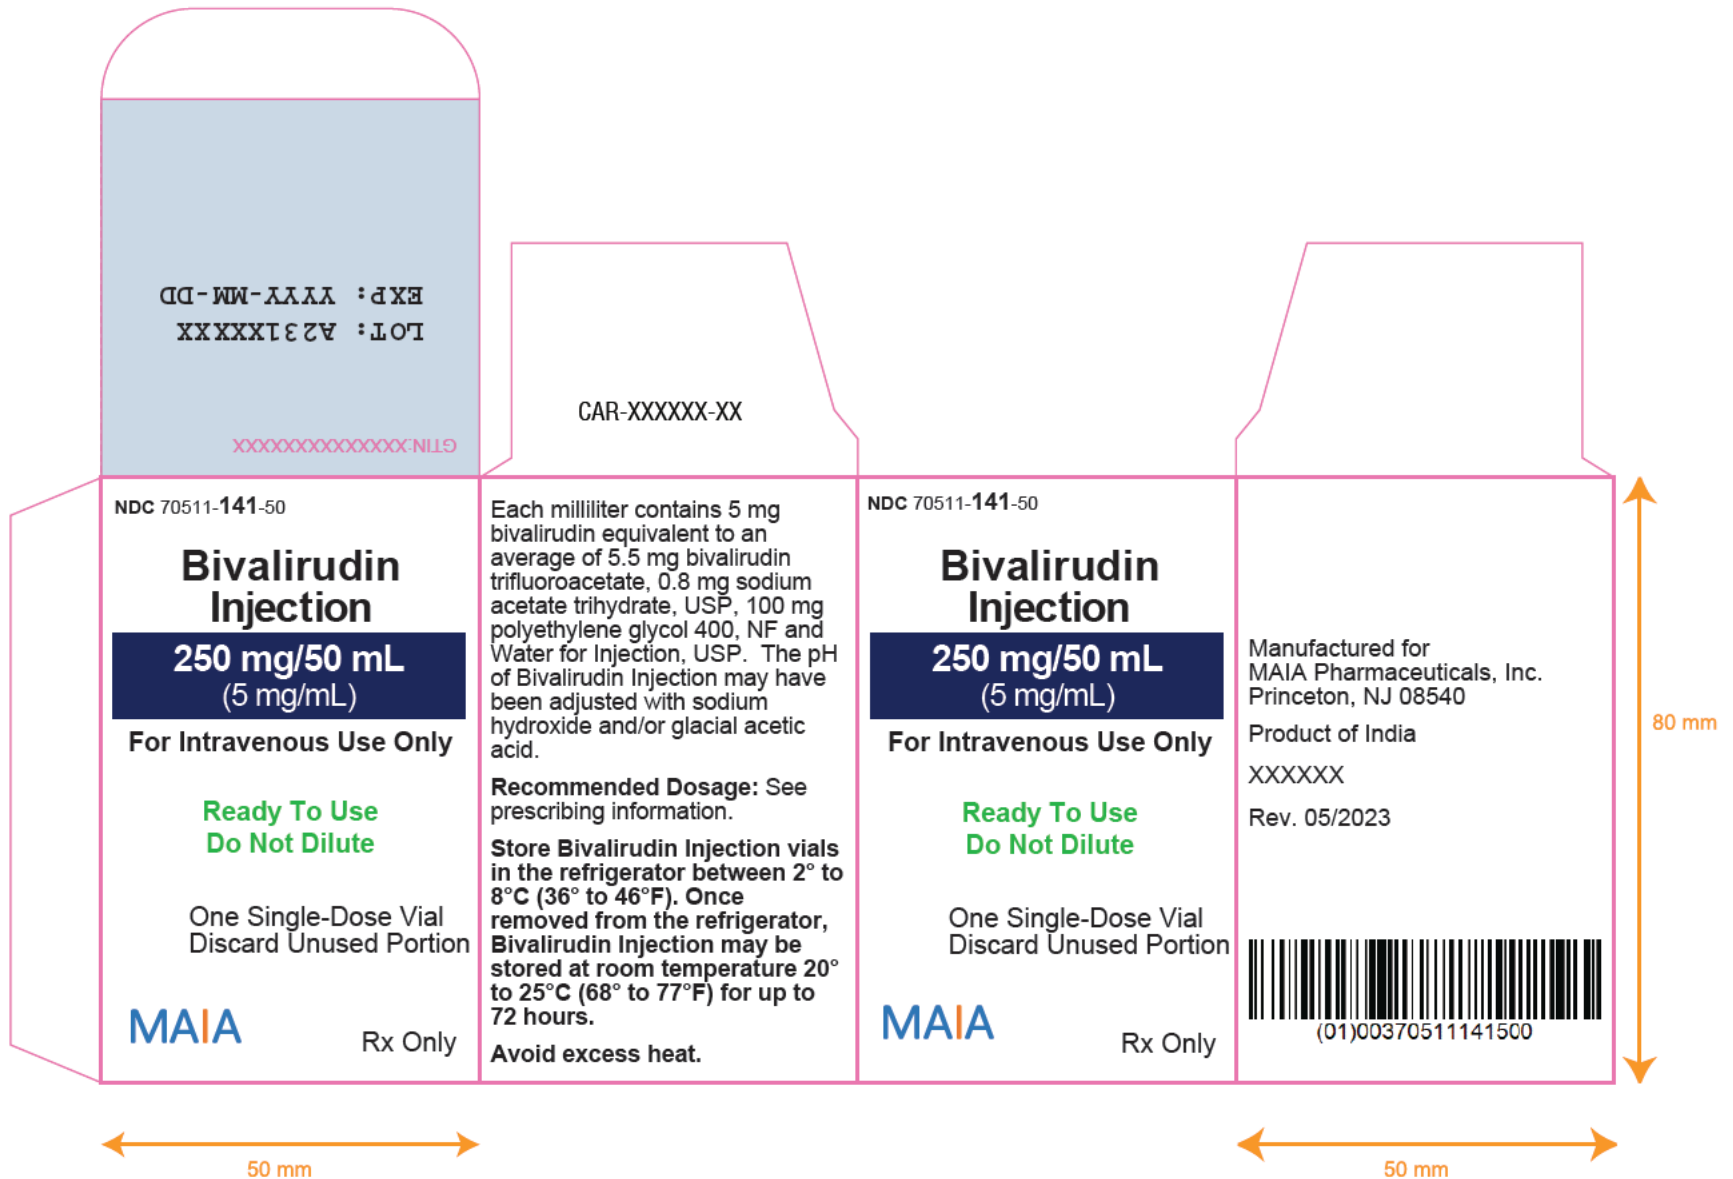 EXP: YYYY-MM-DD
LOT: A231XXXXXX
GTIN:XXXXXXXXXXXXXX
CAR-XXXXXX-XX
NDC 70511-141-50
Bivalirudin
Injection
250 mg/50 mL
(5 mg/mL)
For Intravenous Use Only
Ready To Use
Do Not Dilute
One Single-Dose Vial
Discard Unused Portion
MAIA
Rx Only
Each milliliter contains 5 mg
bivalirudin equivalent to an
average of 5.5 mg bivalirudin
trifluoroacetate, 0.8 mg sodium
acetate trihydrate, USP, 100 mg
polyethylene glycol 400, NF and
Water for Injection, USP.  The pH
of Bivalirudin Injection may have
been adjusted with sodium
hydroxide and/or glacial acetic
acid.
Recommended Dosage: See
prescribing information.
Store Bivalirudin Injection vials
in the refrigerator between 2° to
8°C (36° to 46°F). Once
removed from the refrigerator,
Bivalirudin Injection may be
stored at room temperature 20°
to 25°C (68° to 77°F) for up to
72 hours.
Avoid excess heat.
NDC 70511-141-50
Bivalirudin
Injection
250 mg/50 mL
(5 mg/mL)
For Intravenous Use Only
Ready To Use
Do Not Dilute
One Single-Dose Vial
Discard Unused Portion
MAIA
Rx Only
Manufactured for
MAIA Pharmaceuticals, Inc.
Princeton, NJ 08540
Product of India
XXXXXX
Rev. 05/2023
(01)00370511141500
80 mm
50 mm
50 mm